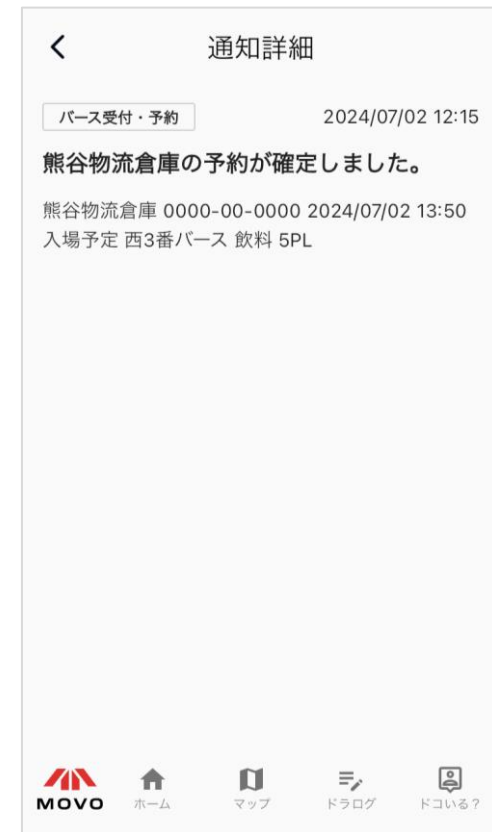 通知詳細
バース受付・予約
2024/07/02 12:15
熊谷物流倉庫の予約が確定しました。
熊谷物流倉庫 0000-00-0000 2024/07/02 13:50
入場予定 西3番バース 飲料 5PL
MOVO
ホーム
マップ
ドラログ
ドコいる？